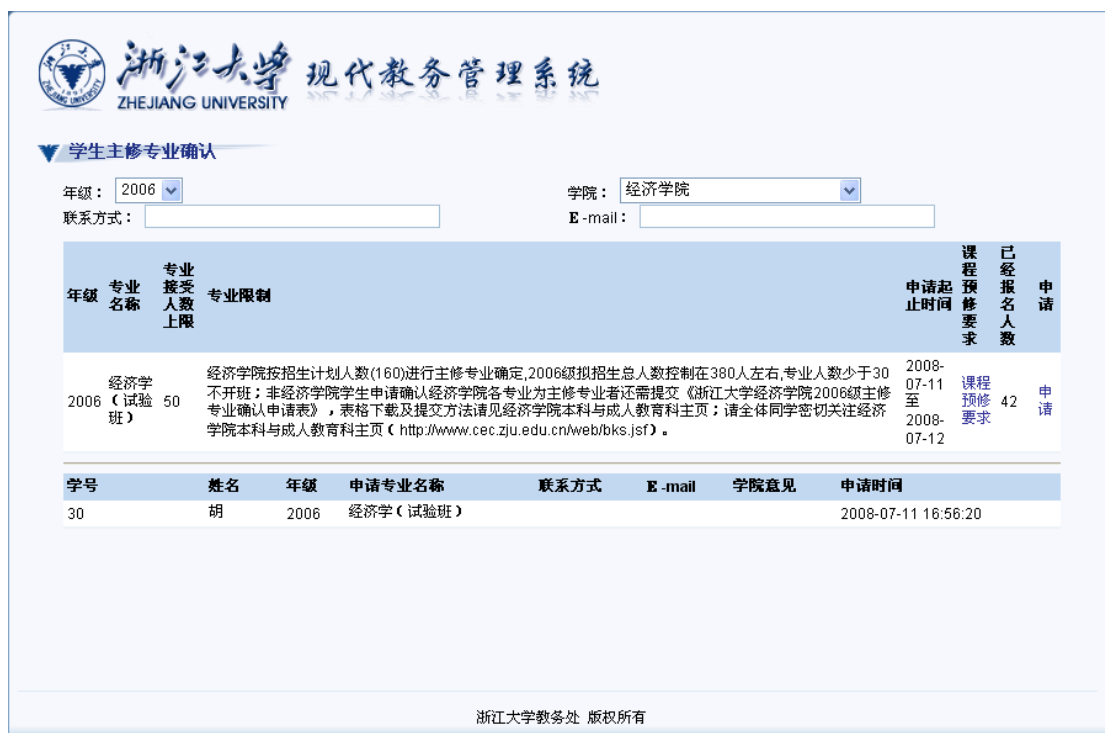 浙江大学 现代教务管理系统
ZHEJIANG UNIVERSITY
学生主修专业确认
年级： 2006 学院： 经济学院
联系方式： E-mail：
年级 专业名称 专业接受人数上限 专业限制 申请起止时间 课程预修要求 已经报名人数 申请
2006 经济学（试验班） 50 经济学院按招生计划人数(160)进行主修专业确定,2006级拟招生总人数控制在380人左右,专业人数少于30
不开班；非经济学院学生申请确认经济学院各专业为主修专业者还需提交《浙江大学经济学院2006级主修
专业确认申请表》，表格下载及提交方法请见经济学院本科与成人教育科主页；请全体同学密切关注经济
学院本科与成人教育科主页（http://www.cec.zju.edu.cn/web/bks.jsf）。
2008-07-11 至 2008-07-12 课程预修要求 42 申请
学号 姓名 年级 申请专业名称 联系方式 E-mail 学院意见 申请时间
30 胡 2006 经济学（试验班） 2008-07-11 16:56:20
浙江大学教务处 版权所有